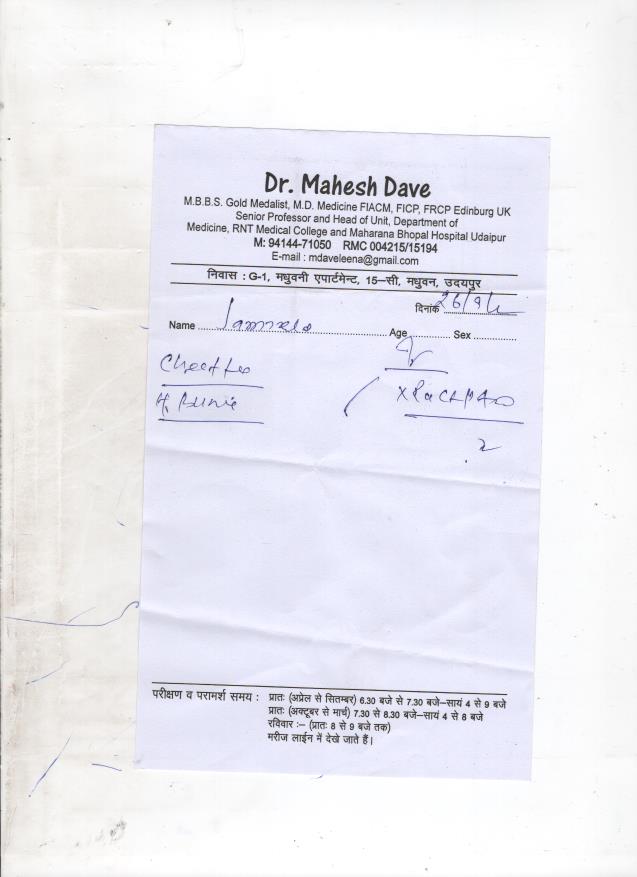 Dr. Mahesh Dave
M.B.B.S. Gold Medalist, M.D. Medicine FIACM, FICP, FRCP Edinburg UK
Senior Professor and Head of Unit, Department of
Medicine, RNT Medical College and Maharana Bhopal Hospital Udaipur
M: 94144-71050 RMC 004215/15194
E-mail : mdaveleena@gmail.com
निवास : G-1, मधुवनी एपार्टमेन्ट, 15–सी, मधुवन, उदयपुर
दिनांक 26/9/
Name Age Sex
परीक्षण व परामर्श समय : प्रातः (अप्रेल से सितम्बर) 6.30 बजे से 7.30 बजे–सायं 4 से 9 बजे
प्रातः (अक्टूबर से मार्च) 7.30 से 8.30 बजे–सायं 4 से 8 बजे
रविवार :– (प्रातः 8 से 9 बजे तक)
मरीज लाईन में देखे जाते हैं।